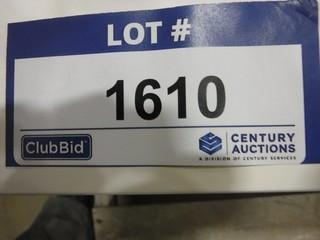 LOT #
1610
ClubBid
CENTURY
AUCTIONS
A DIVISION OF CENTURY SERVICES